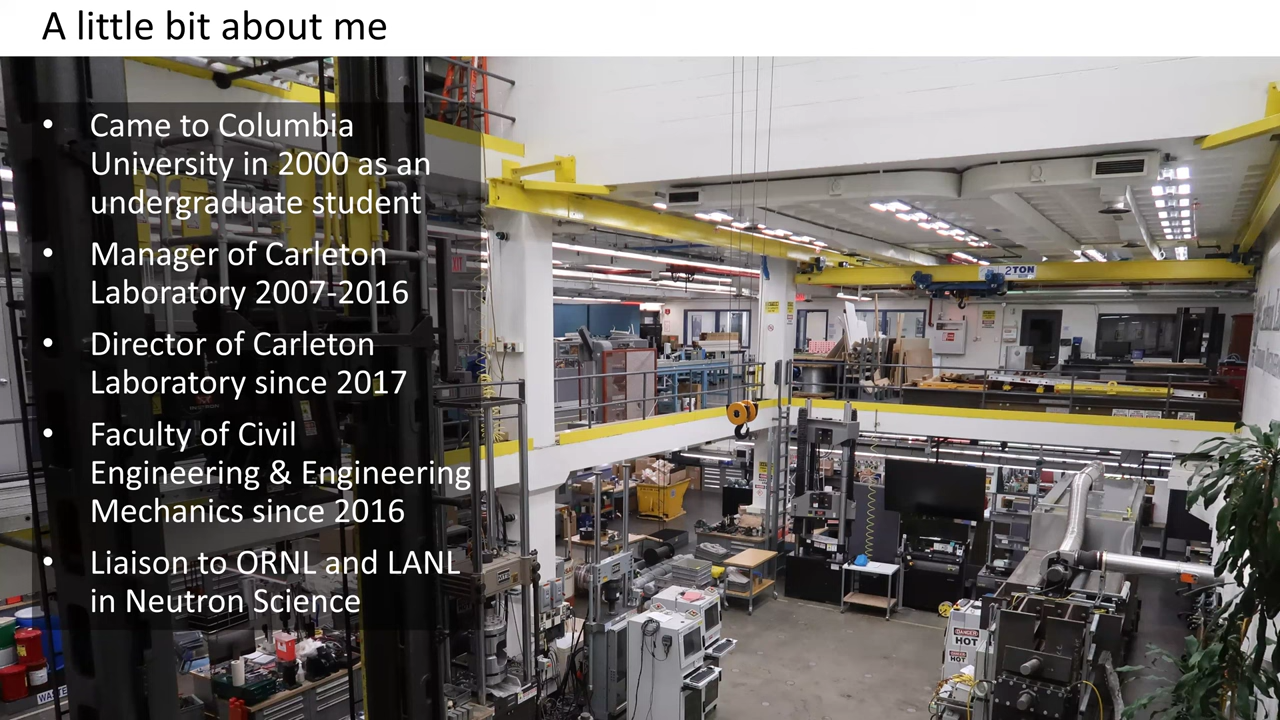 A little bit about me
• Came to Columbia
University in 2000 as an
undergraduate student
• Manager of Carleton
Laboratory 2007-2016
• Director of Carleton
Laboratory since 2017
• Faculty of Civil
Engineering & Engineering
Mechanics since 2016
• Liaison to ORNL and LANL
in Neutron Science
2TON
DANGER
HOT